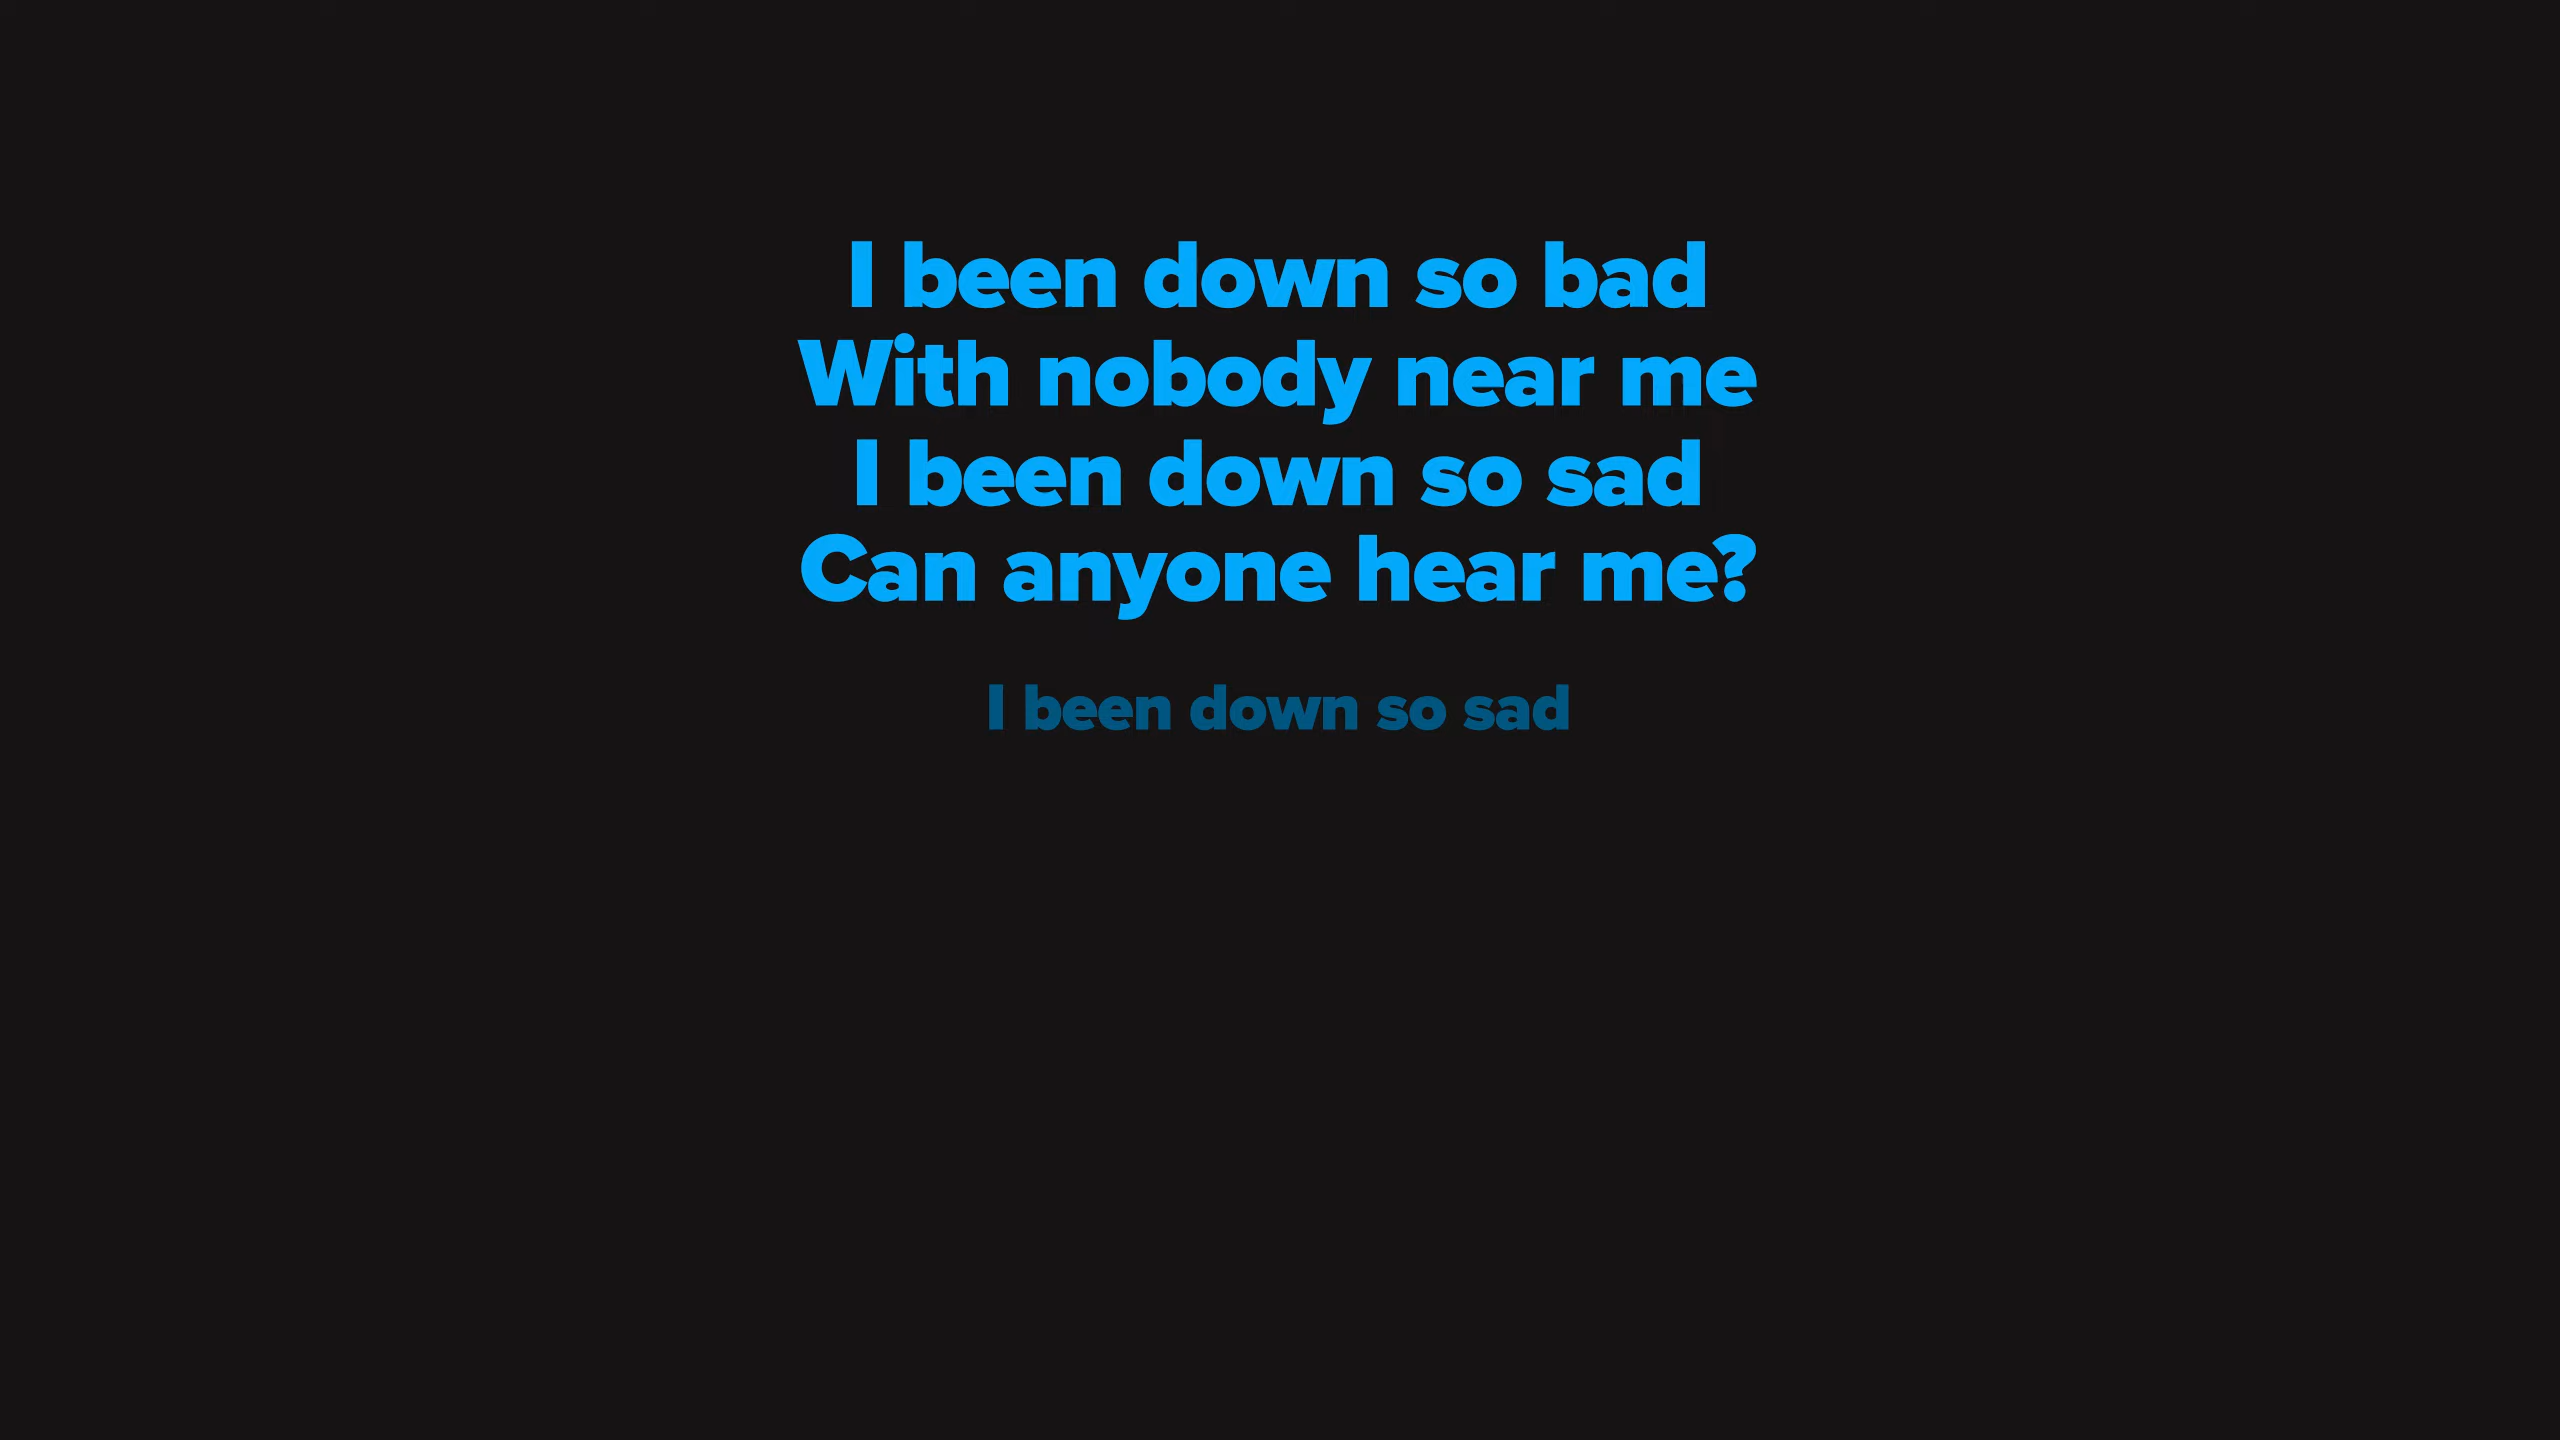 I been down so bad
With nobody near me
I been down so sad
Can anyone hear me?
I been down so sad